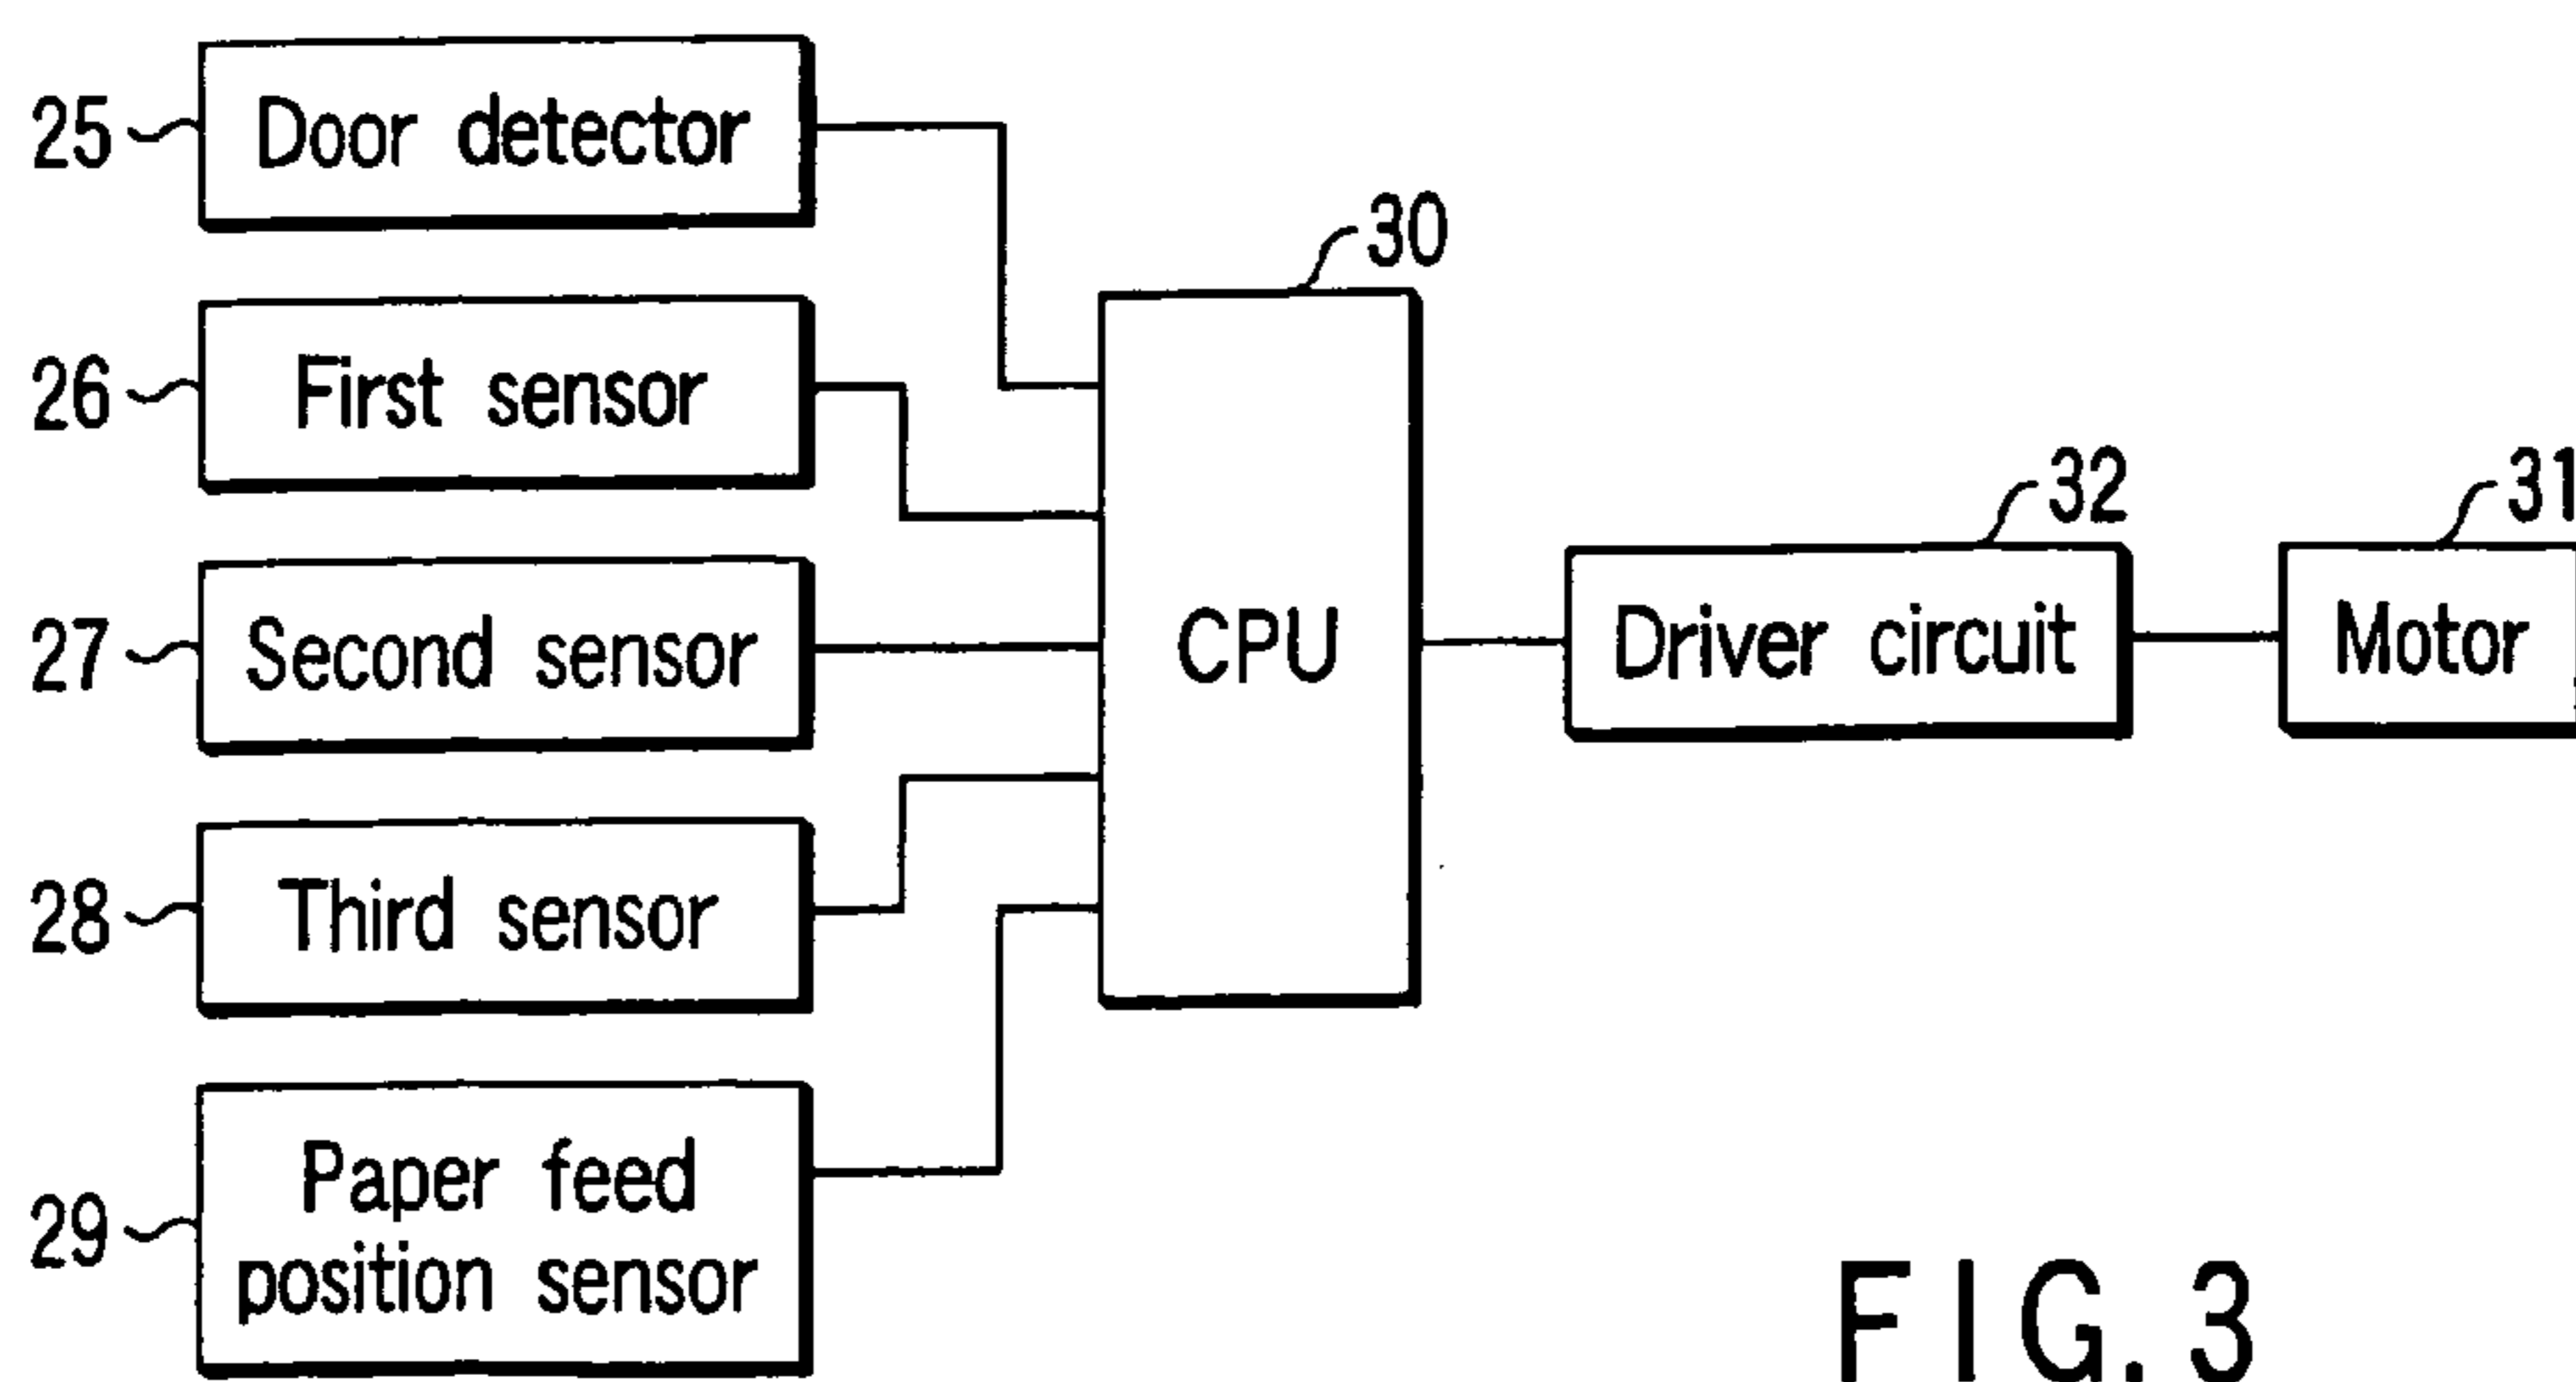 25 Door detector
26 First sensor
27 Second sensor
28 Third sensor
29 Paper feed
position sensor
30
CPU
32
Driver circuit
31
Motor
FIG.3